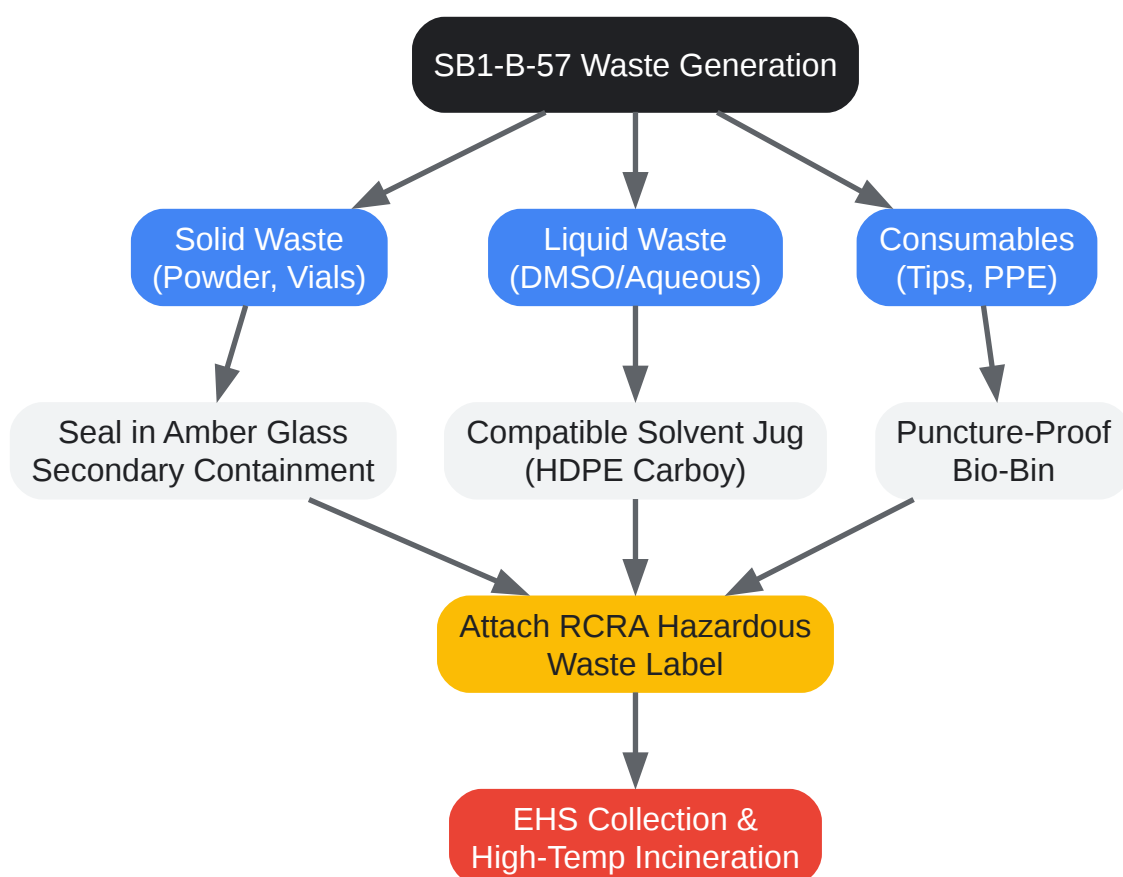 SB1-B-57 Waste Generation
Solid Waste
(Powder, Vials)
Liquid Waste
(DMSO/Aqueous)
Consumables
(Tips, PPE)
Seal in Amber Glass
Secondary Containment
Compatible Solvent Jug
(HDPE Carboy)
Puncture-Proof
Bio-Bin
Attach RCRA Hazardous
Waste Label
EHS Collection &
High-Temp Incineration